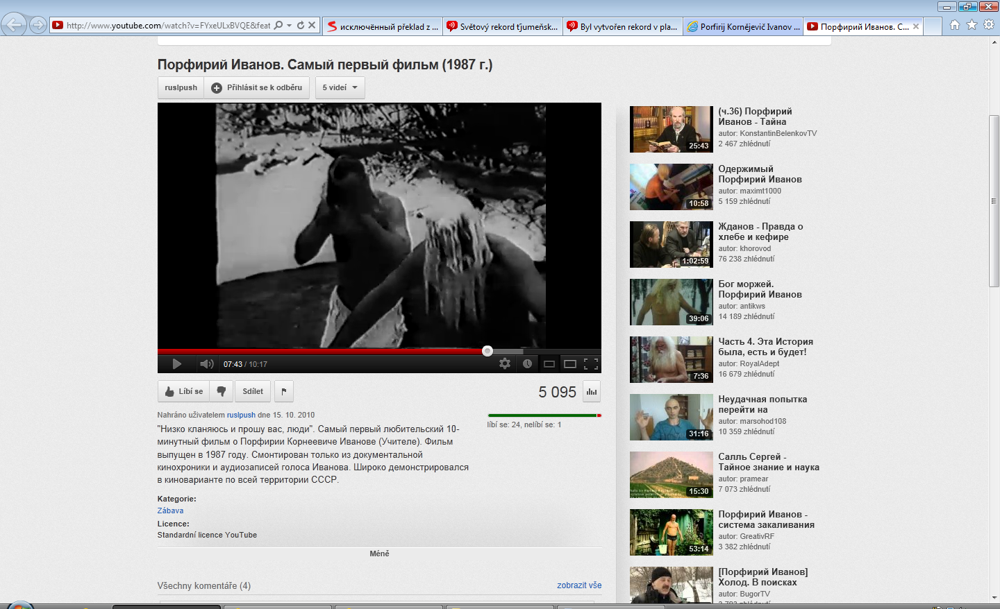 http://www.youtube.com/watch?v=FYxeULxBVQE&feat
исключённый překlad z ...
Světový rekord tjumeňsk...
Byl vytvořen rekord v pla...
Porfirij Kornějevič Ivanov ...
Порфирий Иванов. С...
Порфирий Иванов. Самый первый фильм (1987 г.)
ruslpush
Přihlásit se k odběru
5 videí
07:43 / 10:17
Líbí se
Sdílet
5 095
Nahráno uživatelem ruslpush dne 15. 10. 2010
líbí se: 24, nelíbí se: 1
"Низко кланяюсь и прошу вас, люди". Самый первый любительский 10-
минутный фильм о Порфирии Корнеевиче Иванове (Учителе). Фильм
выпущен в 1987 году. Смонтирован только из документальной
кинохроники и аудиозаписей голоса Иванова. Широко демонстрировался
в киноварианте по всей территории СССР.
Kategorie:
Zábava
Licence:
Standardní licence YouTube
Méně
Všechny komentáře (4)
zobrazit vše
(ч.36) Порфирий
Иванов - Тайна
autor: KonstantinBelenkovTV
2 467 zhlédnutí
25:43
Одержимый
Порфирий Иванов
autor: maximt1000
5 159 zhlédnutí
10:58
Жданов - Правда о
хлебе и кефире
autor: khorovod
76 238 zhlédnutí
1:02:59
Бог моржей.
Порфирий Иванов
autor: antikws
14 189 zhlédnutí
39:06
Часть 4. Эта История
была, есть и будет!
autor: RoyalAdept
16 679 zhlédnutí
7:36
Неудачная попытка
перейти на
autor: marsohod108
10 359 zhlédnutí
31:16
Салль Сергей -
Тайное знание и наука
autor: pramear
7 073 zhlédnutí
15:30
Порфирий Иванов -
система закаливания
autor: GreativRF
3 382 zhlédnutí
53:14
[Порфирий Иванов]
Холод. В поисках
autor: BugorTV